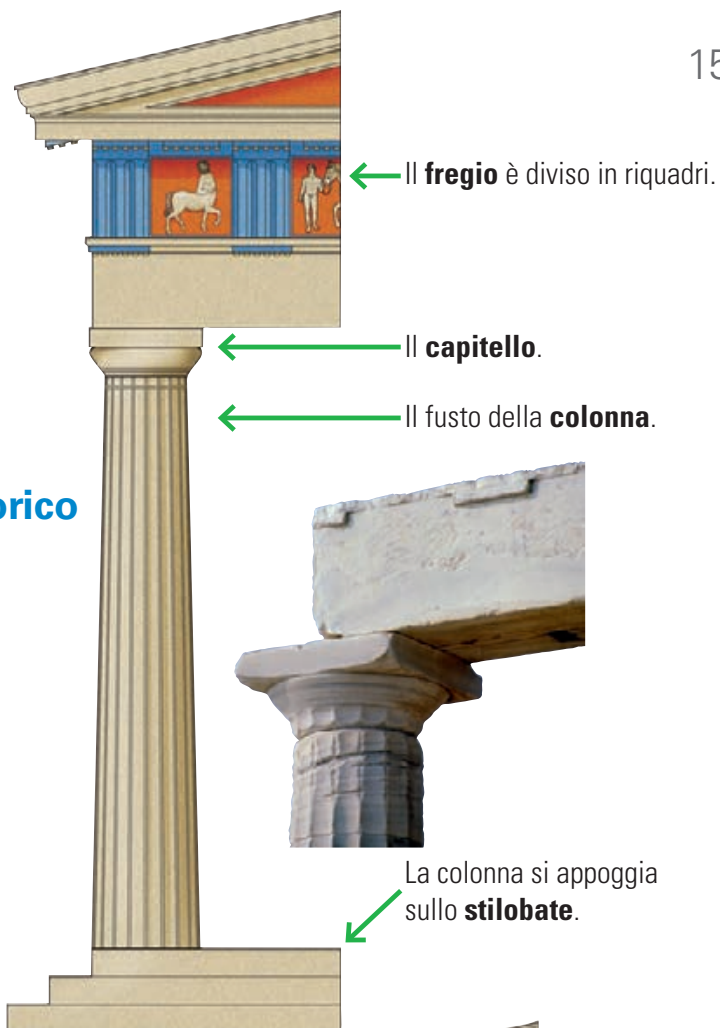 15
Il fregio è diviso in riquadri.
Il capitello.
Il fusto della colonna.
orico
La colonna si appoggia
sullo stilobate.